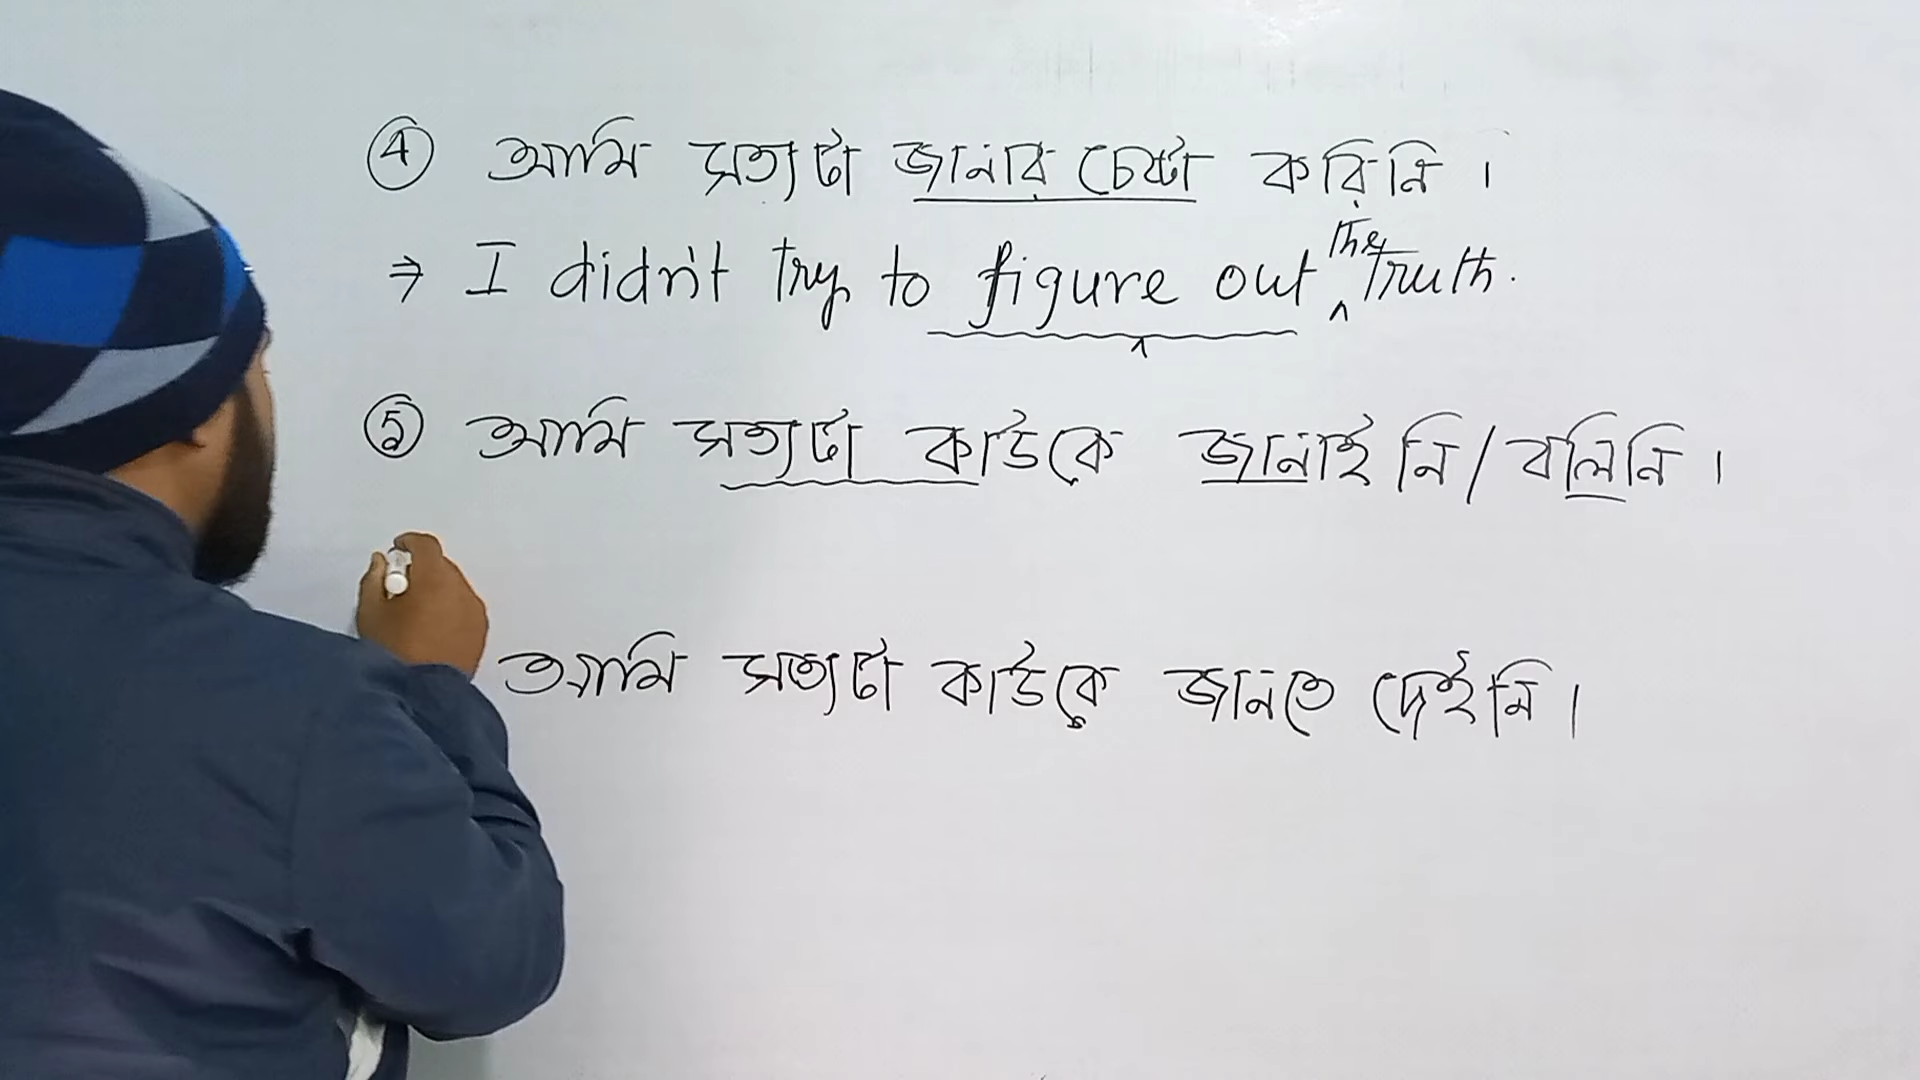 ④ আমি সত্যটা জানার চেষ্টা করিনি।
⇒ I didn't try to figure out the truth.
⑤ আমি সত্যটা কাউকে জানাই নি / বলিনি।
আমি সত্যটা কাউকে জানতে দেইনি।